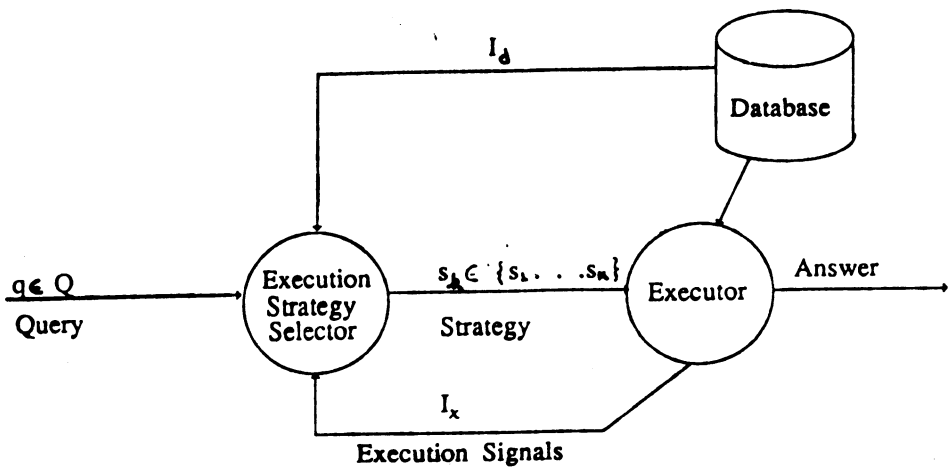 I_d
Database
q ∈ Q
Query
Execution
Strategy
Selector
s_k ∈ {s_1 . . . s_n}
Strategy
Executor
Answer
I_x
Execution Signals